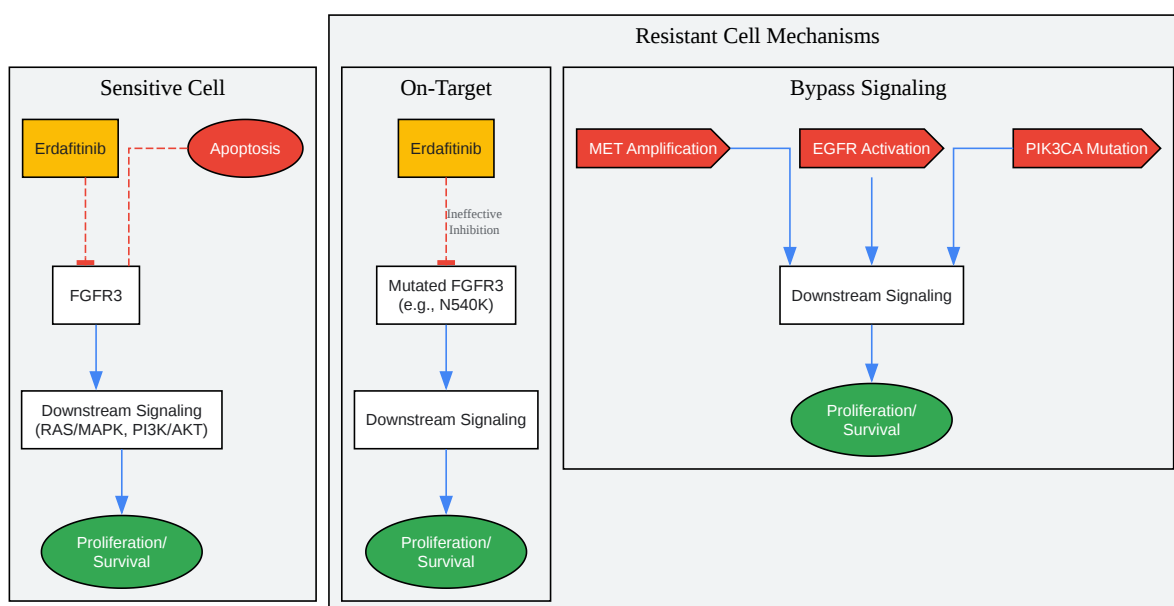 Resistant Cell Mechanisms
Sensitive Cell
Erdafitinib
Apoptosis
FGFR3
Downstream Signaling
(RAS/MAPK, PI3K/AKT)
Proliferation/
Survival
On-Target
Erdafitinib
Ineffective
Inhibition
Mutated FGFR3
(e.g., N540K)
Downstream Signaling
Proliferation/
Survival
Bypass Signaling
MET Amplification
EGFR Activation
PIK3CA Mutation
Downstream Signaling
Proliferation/
Survival